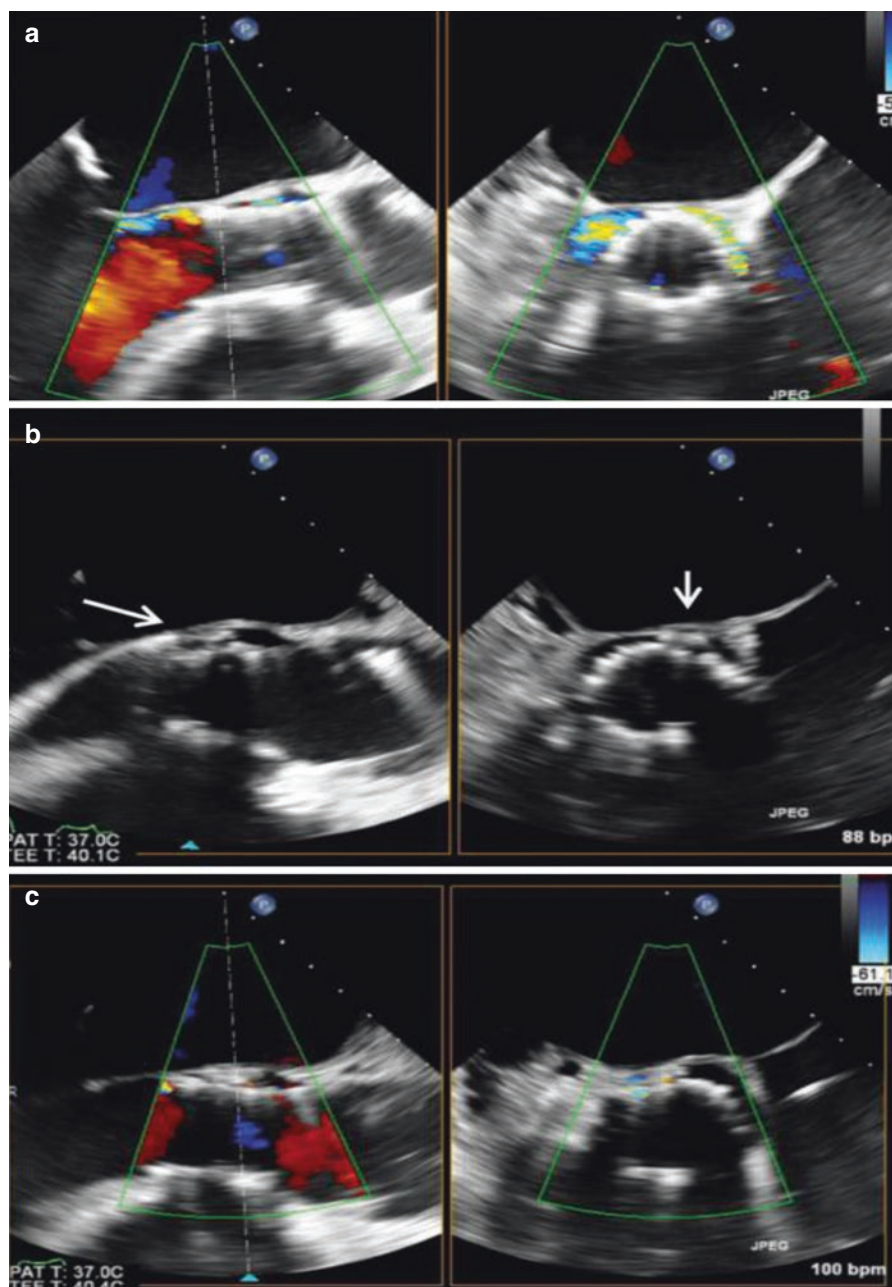 a
P
P
JPEG
b
P
P
JPEG
PAT T: 37.0C
TEE T: 40.1C
88 bp
c
P
P
-61.1
cm/s
R
JPEG
PAT T: 37.0C
100 bpm